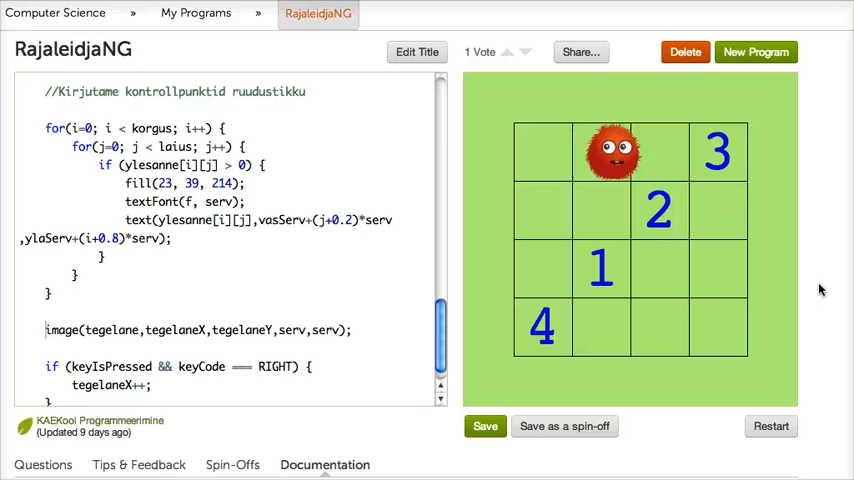 Computer Science » My Programs » RajaleidjaNG
RajaleidjaNG
Edit Title
1 Vote
Share...
Delete
New Program
//Kirjutame kontrollpunktid ruudustikku
for(i=0; i < korgus; i++) {
for(j=0; j < laius; j++) {
if (ylesanne[i][j] > 0) {
fill(23, 39, 214);
textFont(f, serv);
text(ylesanne[i][j],vasServ+(j+0.2)*serv
,ylaServ+(i+0.8)*serv);
}
}
}
image(tegelane,tegelaneX,tegelaneY,serv,serv);
if (keyIsPressed && keyCode === RIGHT) {
tegelaneX++;
}
3
2
1
4
KAEKool Programmeerimine
(Updated 9 days ago)
Save
Save as a spin-off
Restart
Questions
Tips & Feedback
Spin-Offs
Documentation